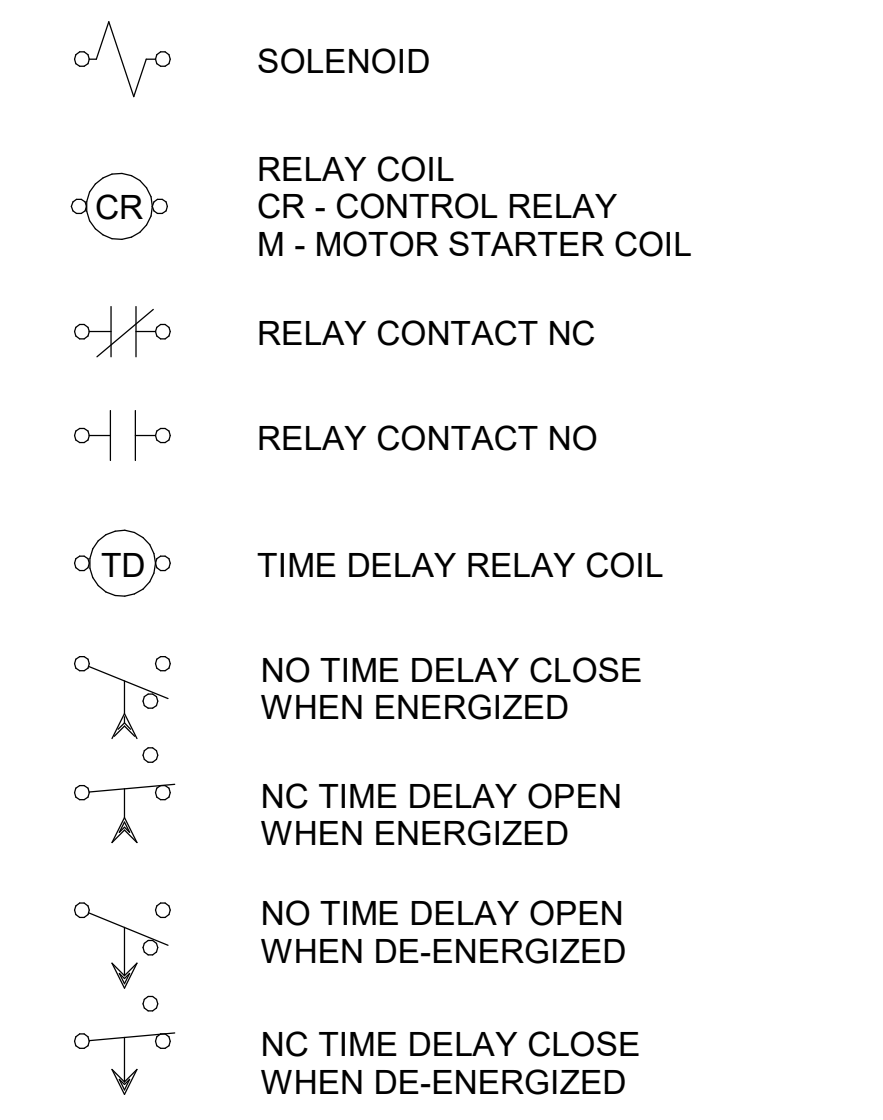 SOLENOID
RELAY COIL
CR
CR - CONTROL RELAY
M - MOTOR STARTER COIL
RELAY CONTACT NC
RELAY CONTACT NO
TD
TIME DELAY RELAY COIL
NO TIME DELAY CLOSE
WHEN ENERGIZED
NC TIME DELAY OPEN
WHEN ENERGIZED
NO TIME DELAY OPEN
WHEN DE-ENERGIZED
NC TIME DELAY CLOSE
WHEN DE-ENERGIZED